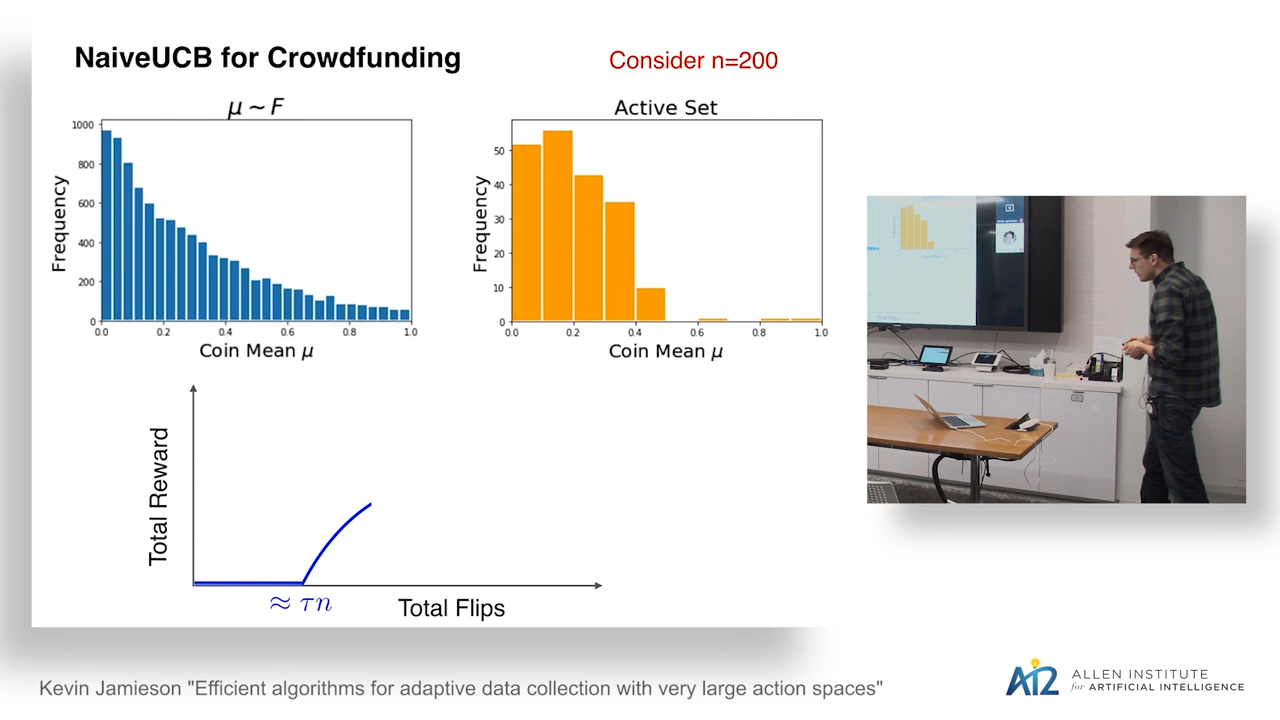 NaiveUCB for Crowdfunding
Consider n=200
μ ~ F
Frequency
1000
800
600
400
200
0
0.0 0.2 0.4 0.6 0.8 1.0
Coin Mean μ
Active Set
Frequency
50
40
30
20
10
0
0.0 0.2 0.4 0.6 0.8 1.0
Coin Mean μ
Total Reward
≈ τn
Total Flips
Kevin Jamieson "Efficient algorithms for adaptive data collection with very large action spaces"
AI2
ALLEN INSTITUTE
for ARTIFICIAL INTELLIGENCE